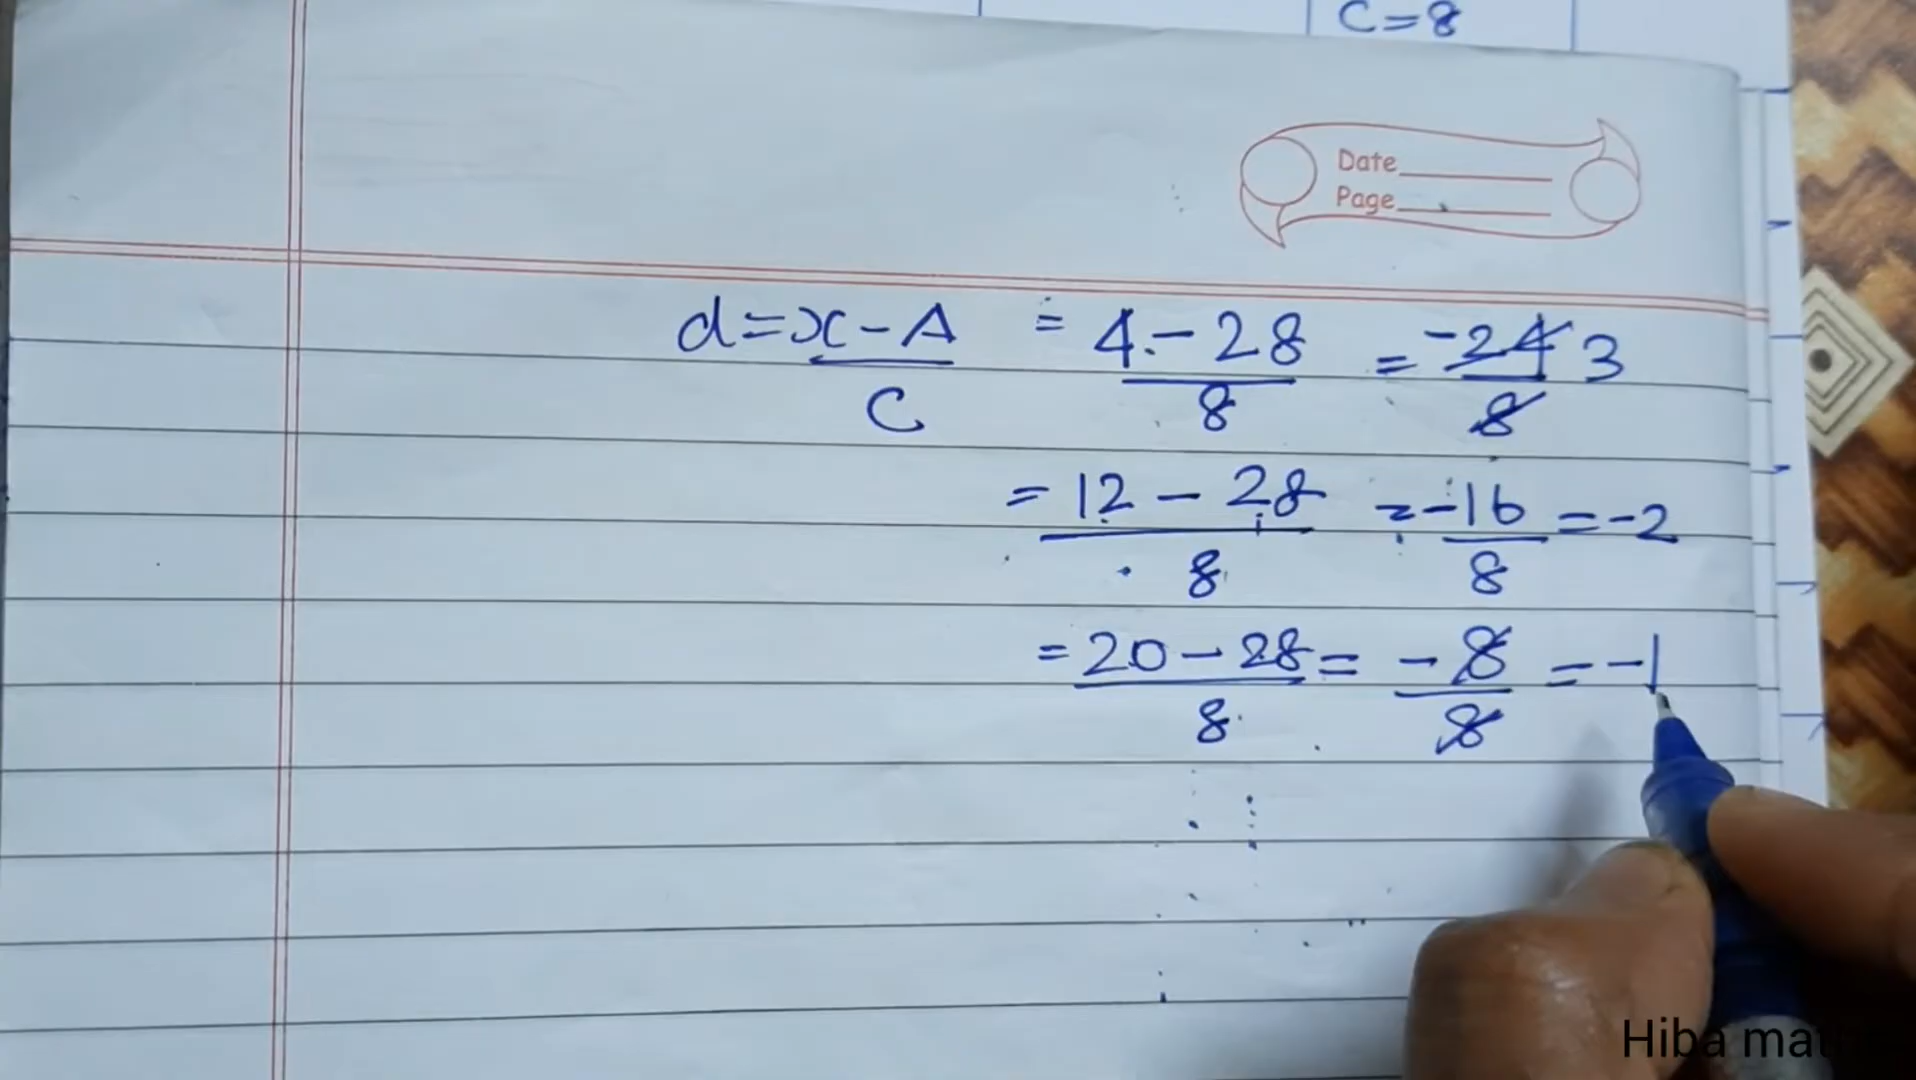 C=8
Date
Page
d=x-A/C = 4-28/8 = -24/8 3
= 12-28/8 = -16/8 = -2
= 20-28/8 = -8/8 = -1
Hiba